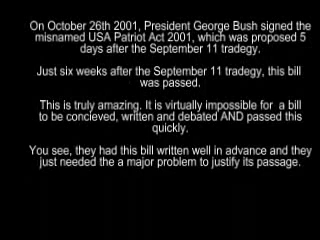 On October 26th 2001, President George Bush signed the
misnamed USA Patriot Act 2001, which was proposed 5
days after the September 11 tradegy.
Just six weeks after the September 11 tradegy, this bill
was passed.
This is truly amazing. It is virtually impossible for a bill
to be concieved, written and debated AND passed this
quickly.
You see, they had this bill written well in advance and they
just needed the a major problem to justify its passage.